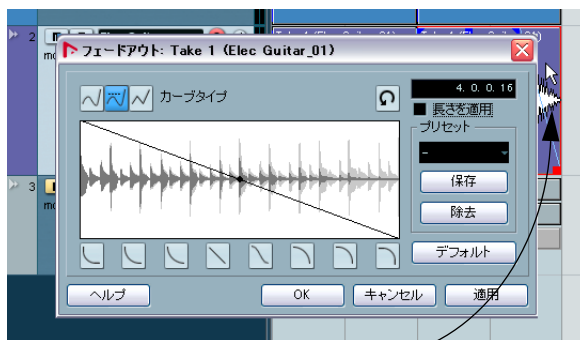 2
フェードアウト: Take 1 (Elec Guitar_01)
カーブタイプ
4. 0. 0. 16
長さを適用
プリセット
-
保存
除去
デフォルト
3
ヘルプ
OK
キャンセル
適用